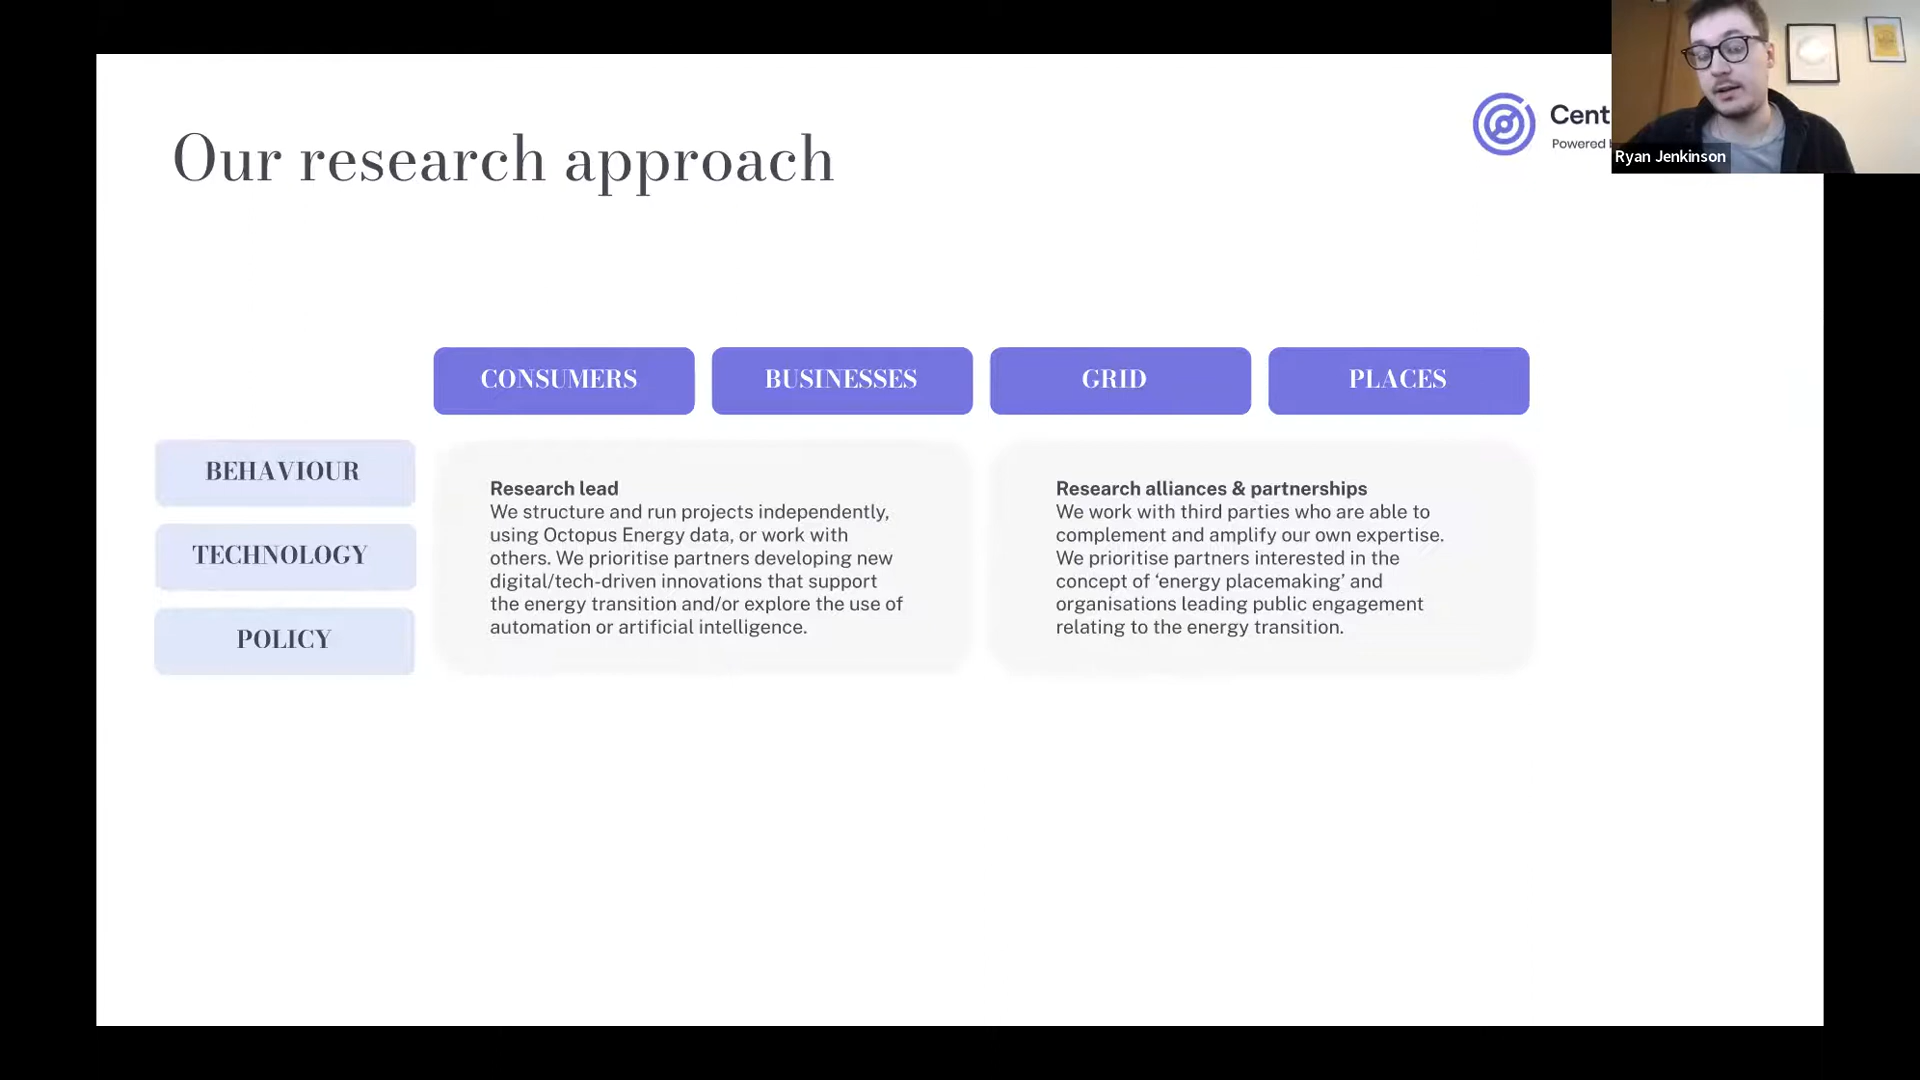 Our research approach
Cent
Powered
Ryan Jenkinson
CONSUMERS
BUSINESSES
GRID
PLACES
BEHAVIOUR
TECHNOLOGY
POLICY
Research lead
We structure and run projects independently,
using Octopus Energy data, or work with
others. We prioritise partners developing new
digital/tech-driven innovations that support
the energy transition and/or explore the use of
automation or artificial intelligence.
Research alliances & partnerships
We work with third parties who are able to
complement and amplify our own expertise.
We prioritise partners interested in the
concept of ‘energy placemaking’ and
organisations leading public engagement
relating to the energy transition.